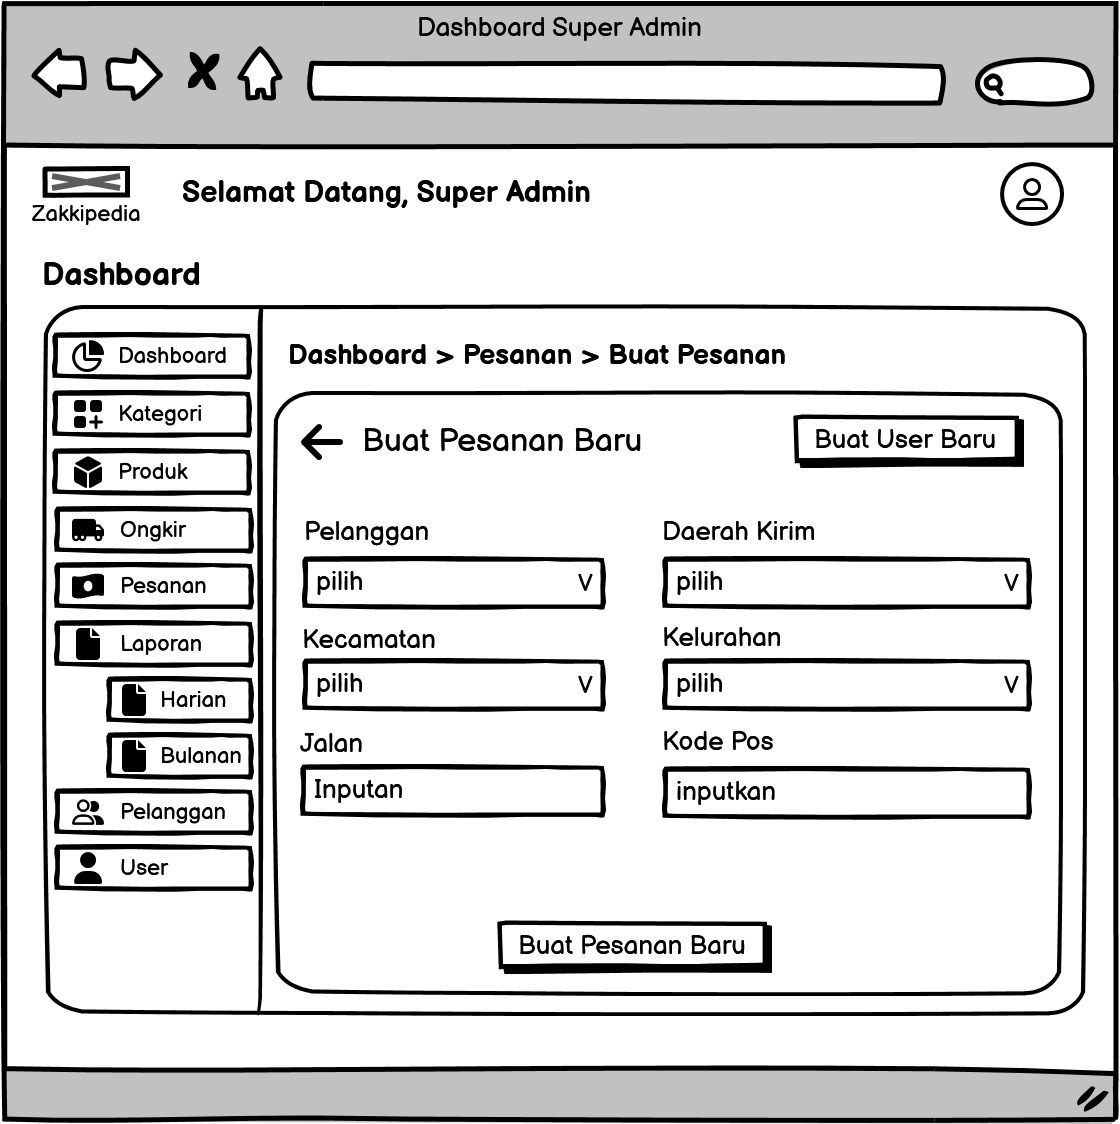 Dashboard Super Admin
Zakkipedia
Selamat Datang, Super Admin
Dashboard
Dashboard
Kategori
Produk
Ongkir
Pesanan
Laporan
Harian
Bulanan
Pelanggan
User
Dashboard > Pesanan > Buat Pesanan
Buat Pesanan Baru
Buat User Baru
Pelanggan
Daerah Kirim
pilih V
pilih V
Kecamatan
Kelurahan
pilih V
pilih V
Jalan
Kode Pos
Inputan
inputkan
Buat Pesanan Baru